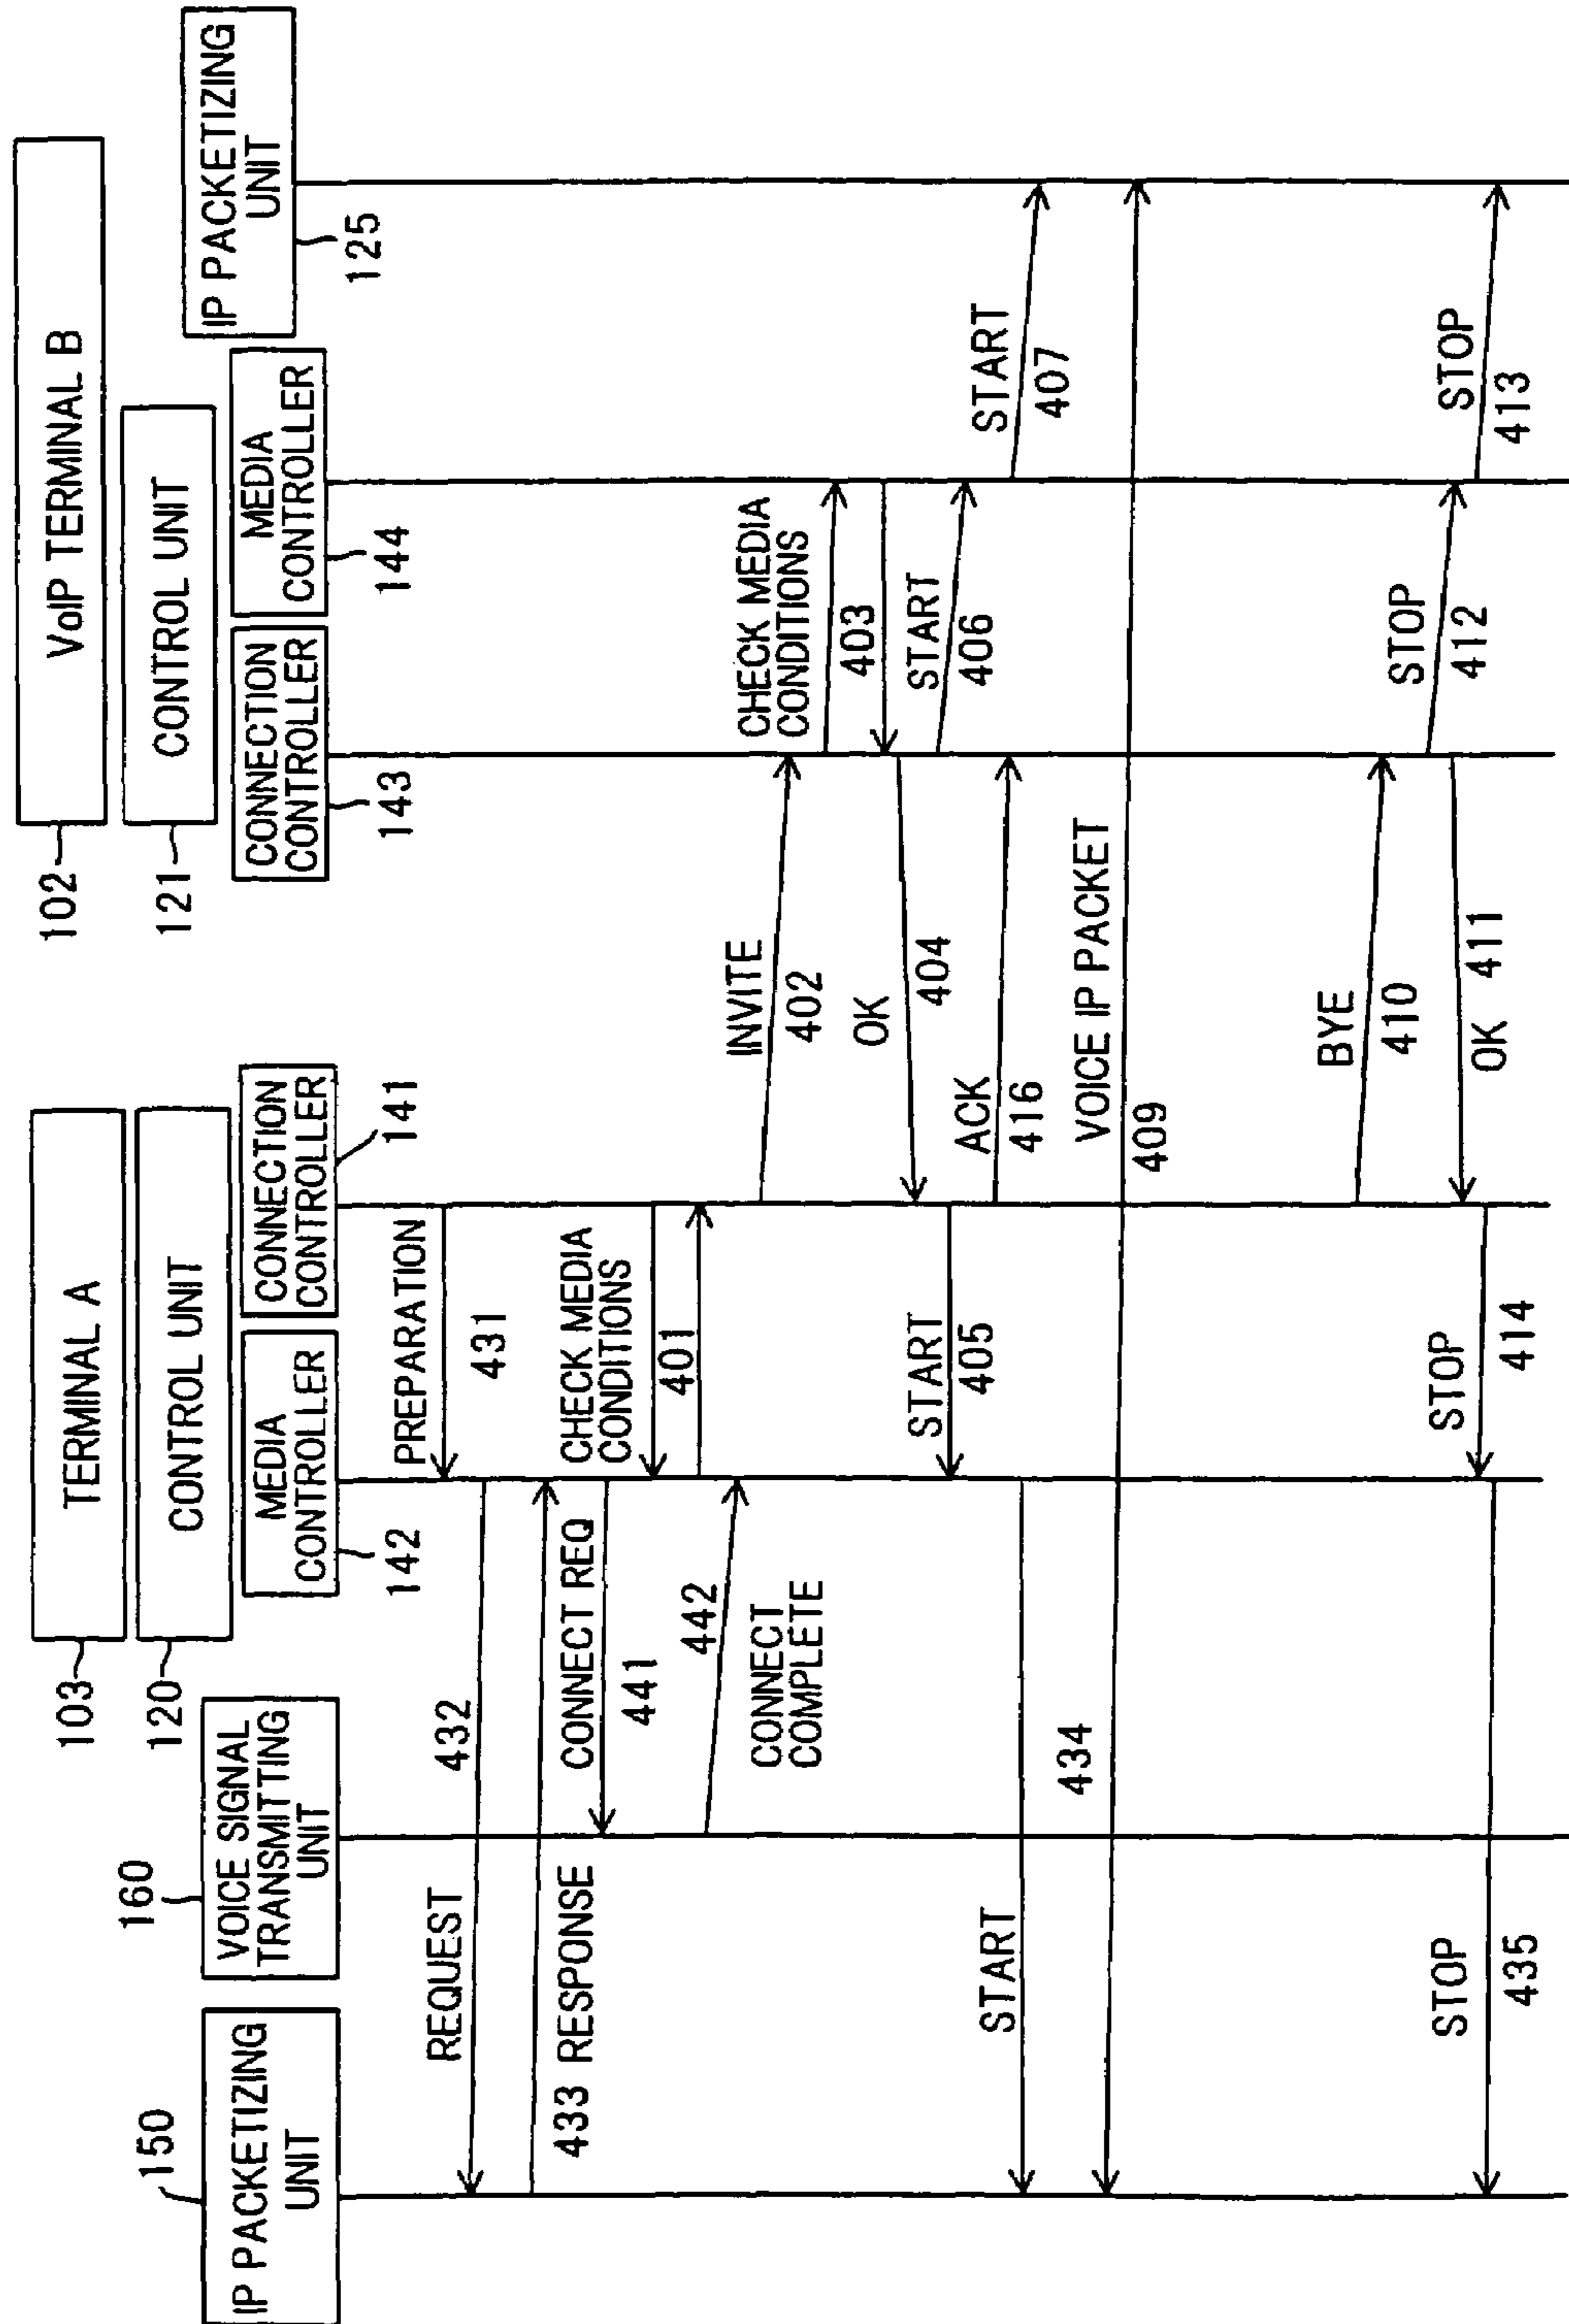 TERMINAL A
103
CONTROL UNIT
120
VoIP TERMINAL B
102
CONTROL UNIT
121
150
IP PACKETIZING
UNIT
160
VOICE SIGNAL
TRANSMITTING
UNIT
MEDIA
CONTROLLER
142
CONNECTION
CONTROLLER
141
CONNECTION
CONTROLLER
143
MEDIA
CONTROLLER
144
IP PACKETIZING
UNIT
125
PREPARATION
431
REQUEST
432
433 RESPONSE
CONNECT REQ
441
CHECK MEDIA
CONDITIONS
401
442
CONNECT
COMPLETE
INVITE
402
CHECK MEDIA
CONDITIONS
403
OK
404
START
405
START
406
ACK
416
START
407
START
434
VOICE IP PACKET
409
BYE
410
STOP
412
OK 411
STOP
413
STOP
414
STOP
435